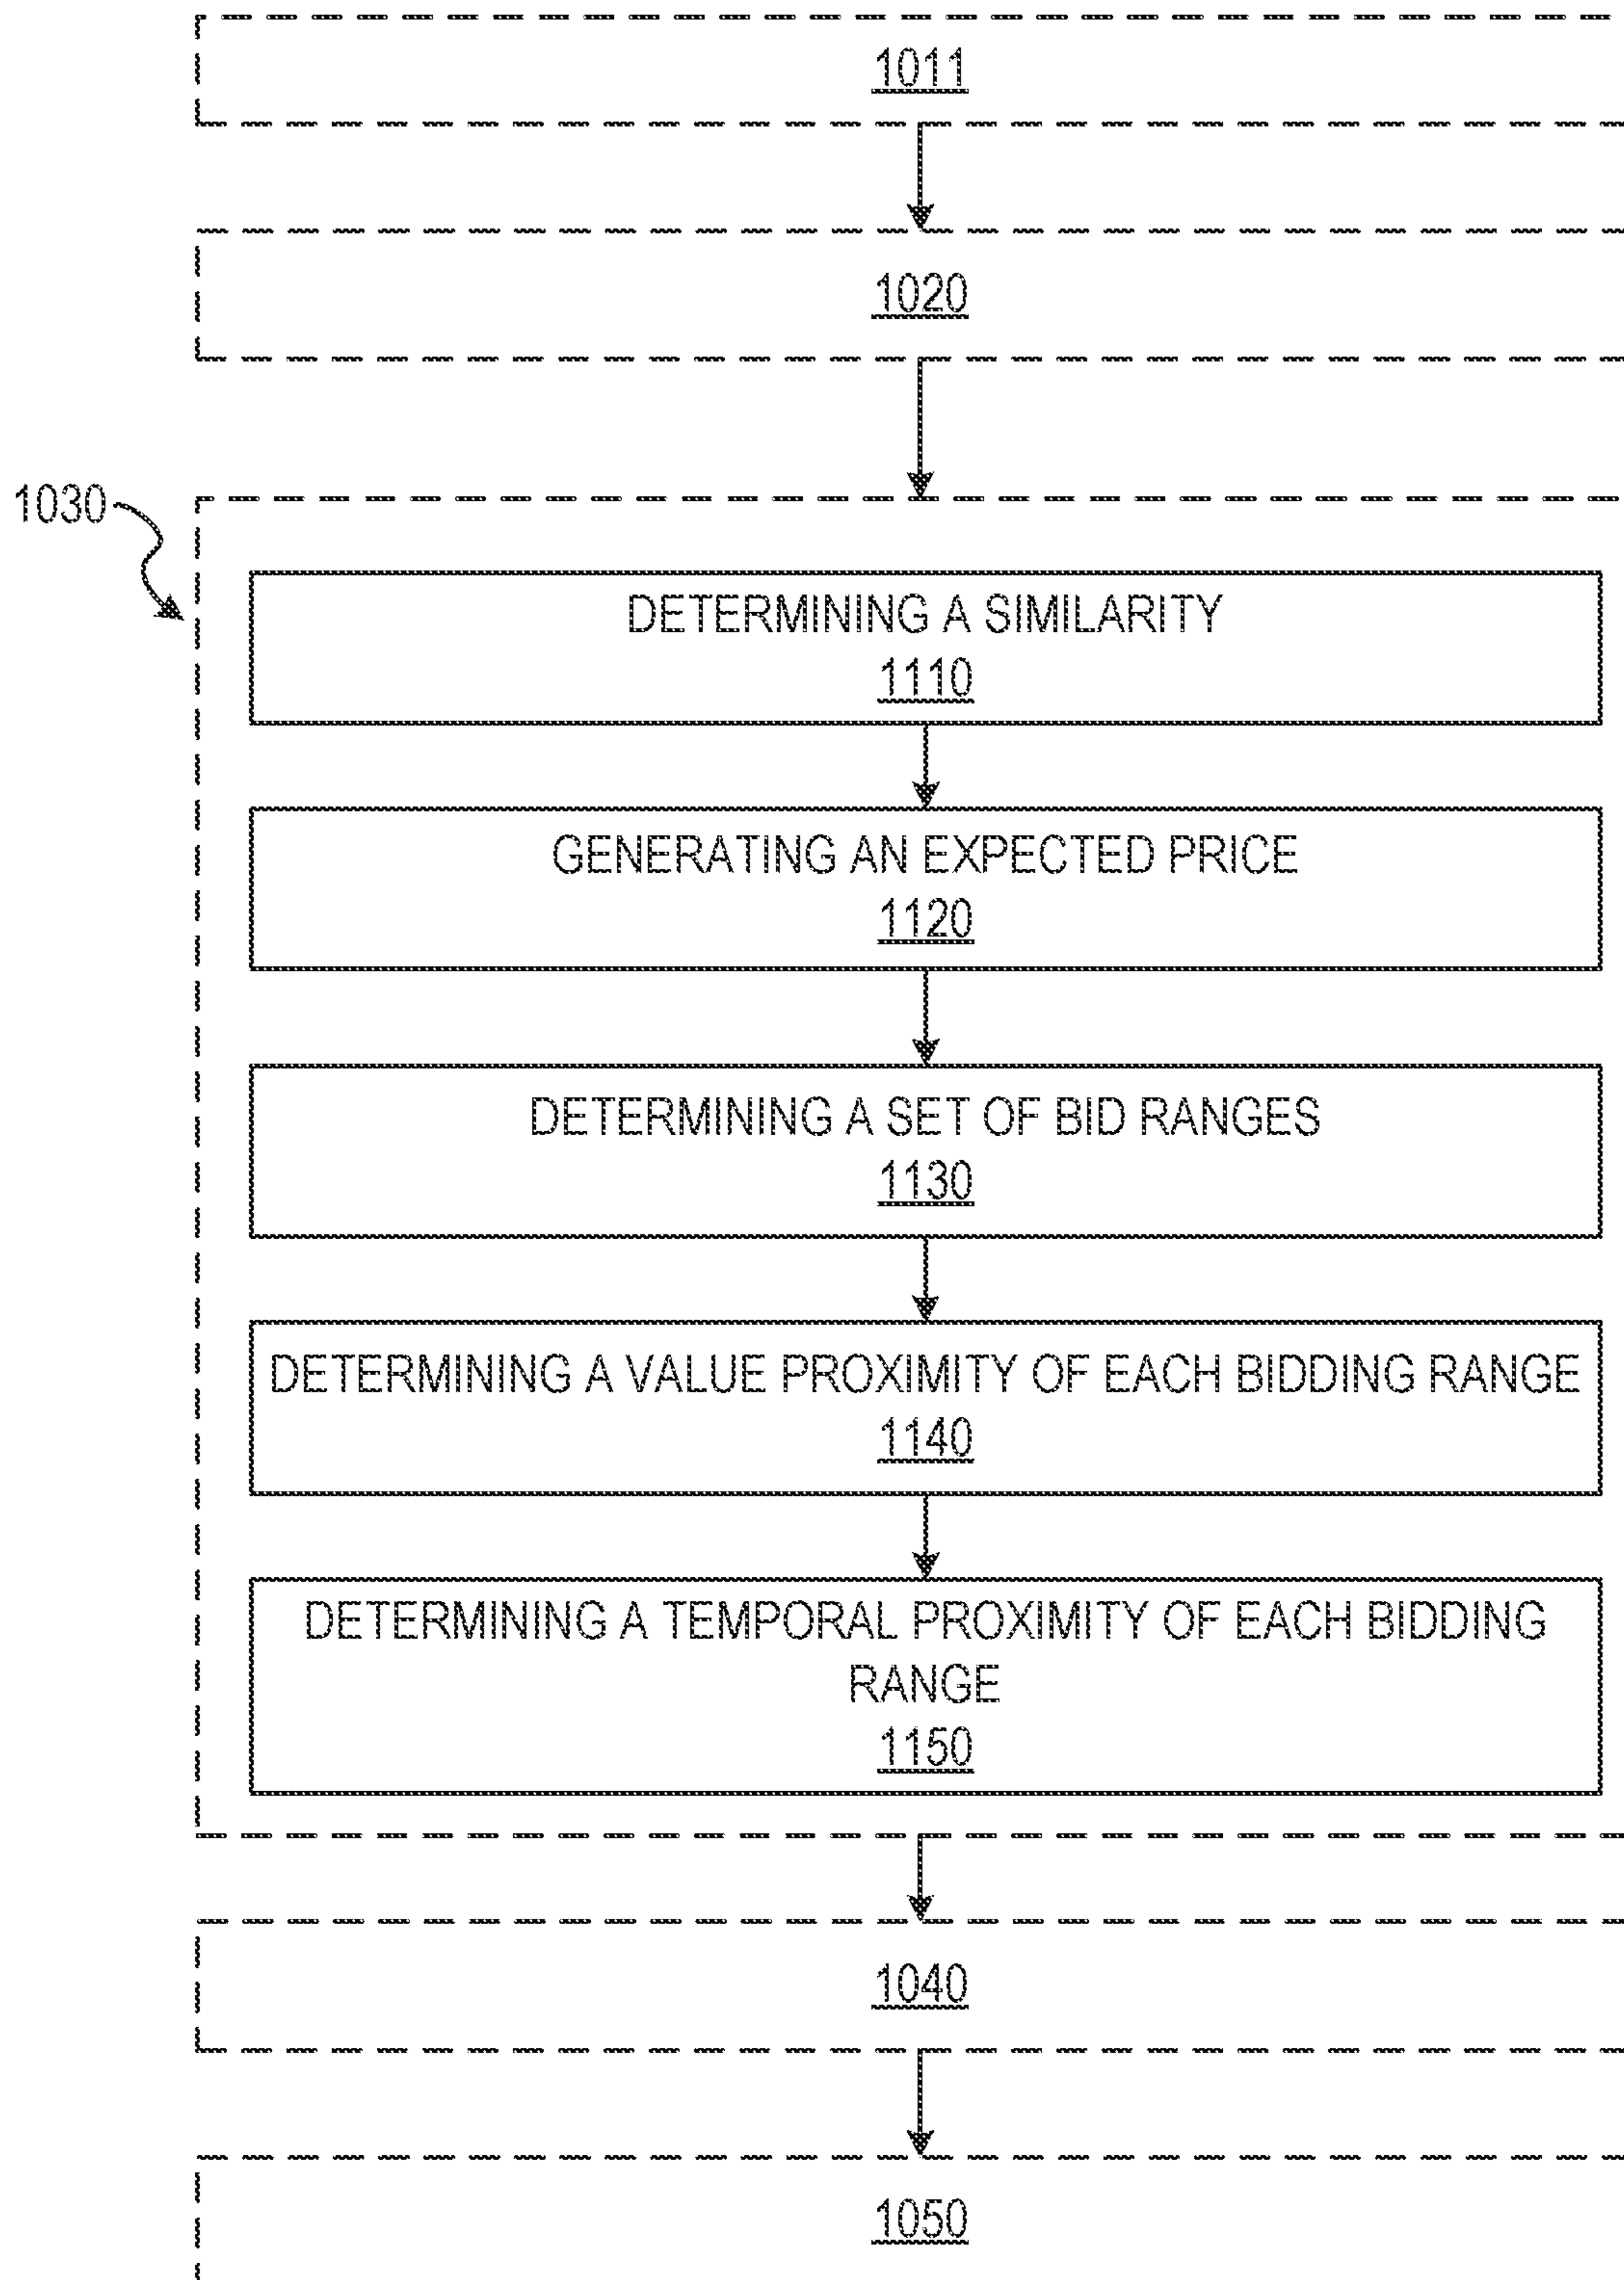 1011
1020
1030
DETERMINING A SIMILARITY
1110
GENERATING AN EXPECTED PRICE
1120
DETERMINING A SET OF BID RANGES
1130
DETERMINING A VALUE PROXIMITY OF EACH BIDDING RANGE
1140
DETERMINING A TEMPORAL PROXIMITY OF EACH BIDDING
RANGE
1150
1040
1050